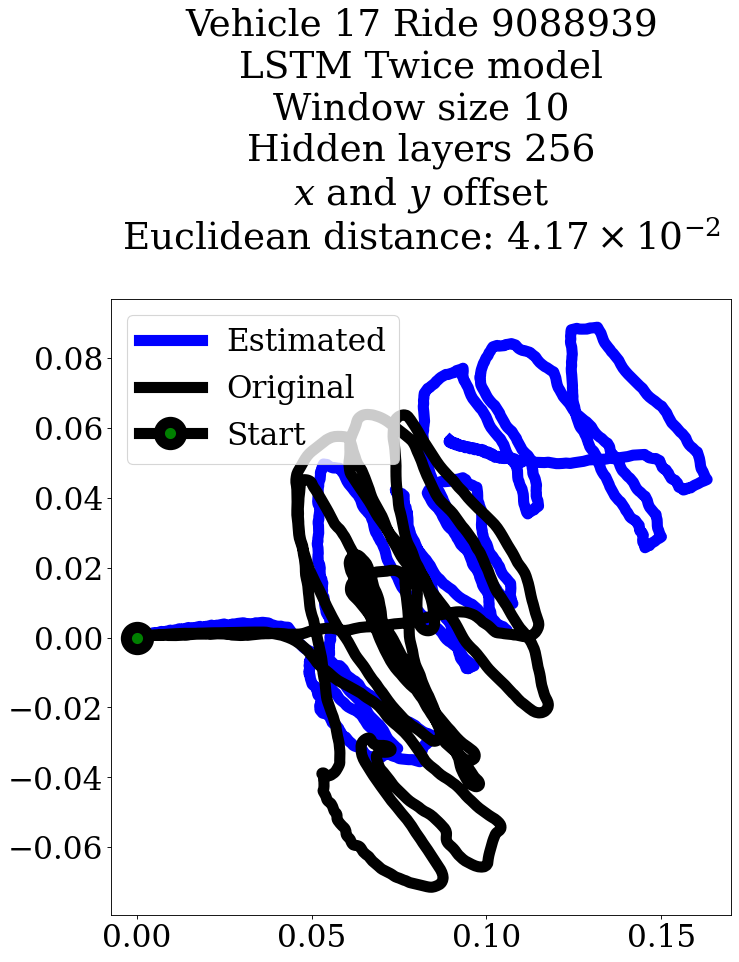 Vehicle 17 Ride 9088939
LSTM Twice model
Window size 10
Hidden layers 256
x and y offset
Euclidean distance: 4.17 × 10⁻²
Estimated
Original
Start
0.08
0.06
0.04
0.02
0.00
−0.02
−0.04
−0.06
0.00 0.05 0.10 0.15